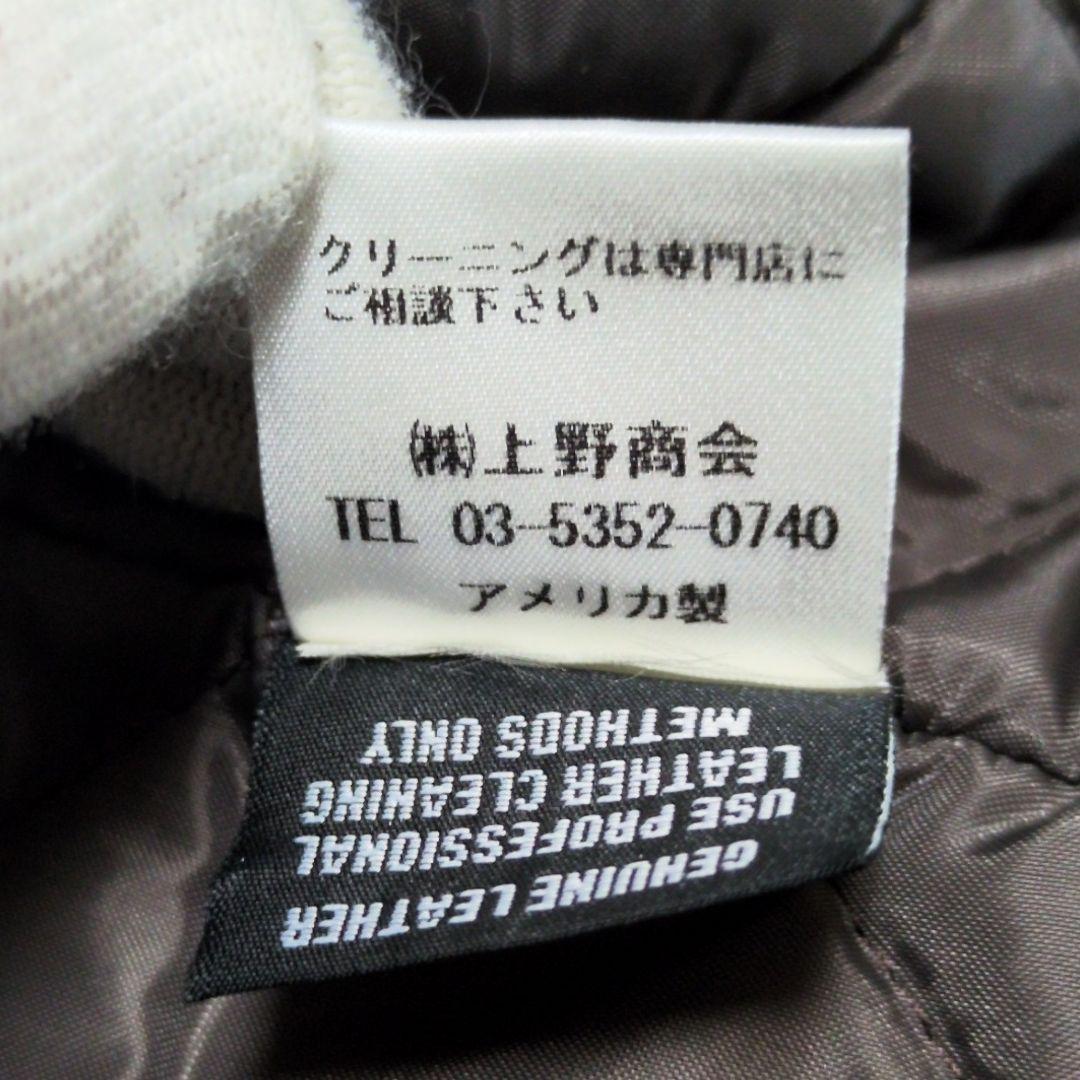 クリーニングは専門店に
ご相談下さい
㈱上野商会
TEL 03-5352-0740
アメリカ製
GENUINE LEATHER
USE PROFESSIONAL
LEATHER CLEANING
METHODS ONLY